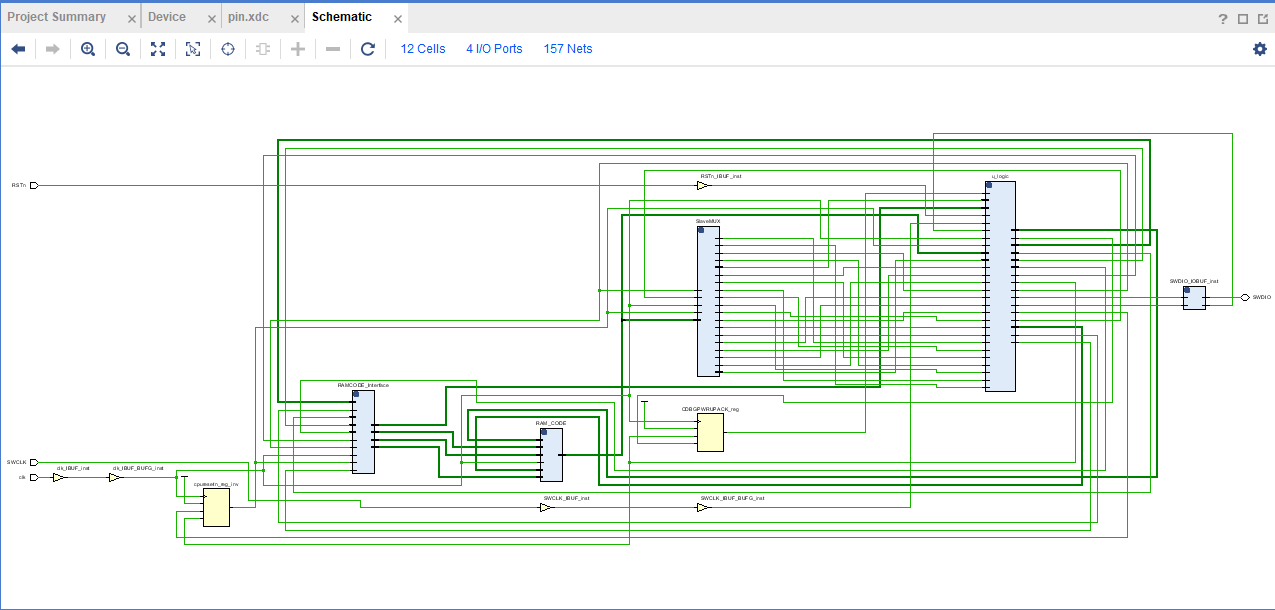 Project Summary
Device
pin.xdc
Schematic
12 Cells
4 I/O Ports
157 Nets
RSTn
RSTn_IBUF_inst
u_logic
SlaveMUX
SWDIO_IOBUF_inst
SWDIO
RAMCODE_Interface
CDBGPWRUPACK_reg
RAM_CODE
SWCLK
clk_IBUF_inst
clk_IBUF_BUFG_inst
clk
cpuresetn_reg_inv
SWCLK_IBUF_inst
SWCLK_IBUF_BUFG_inst